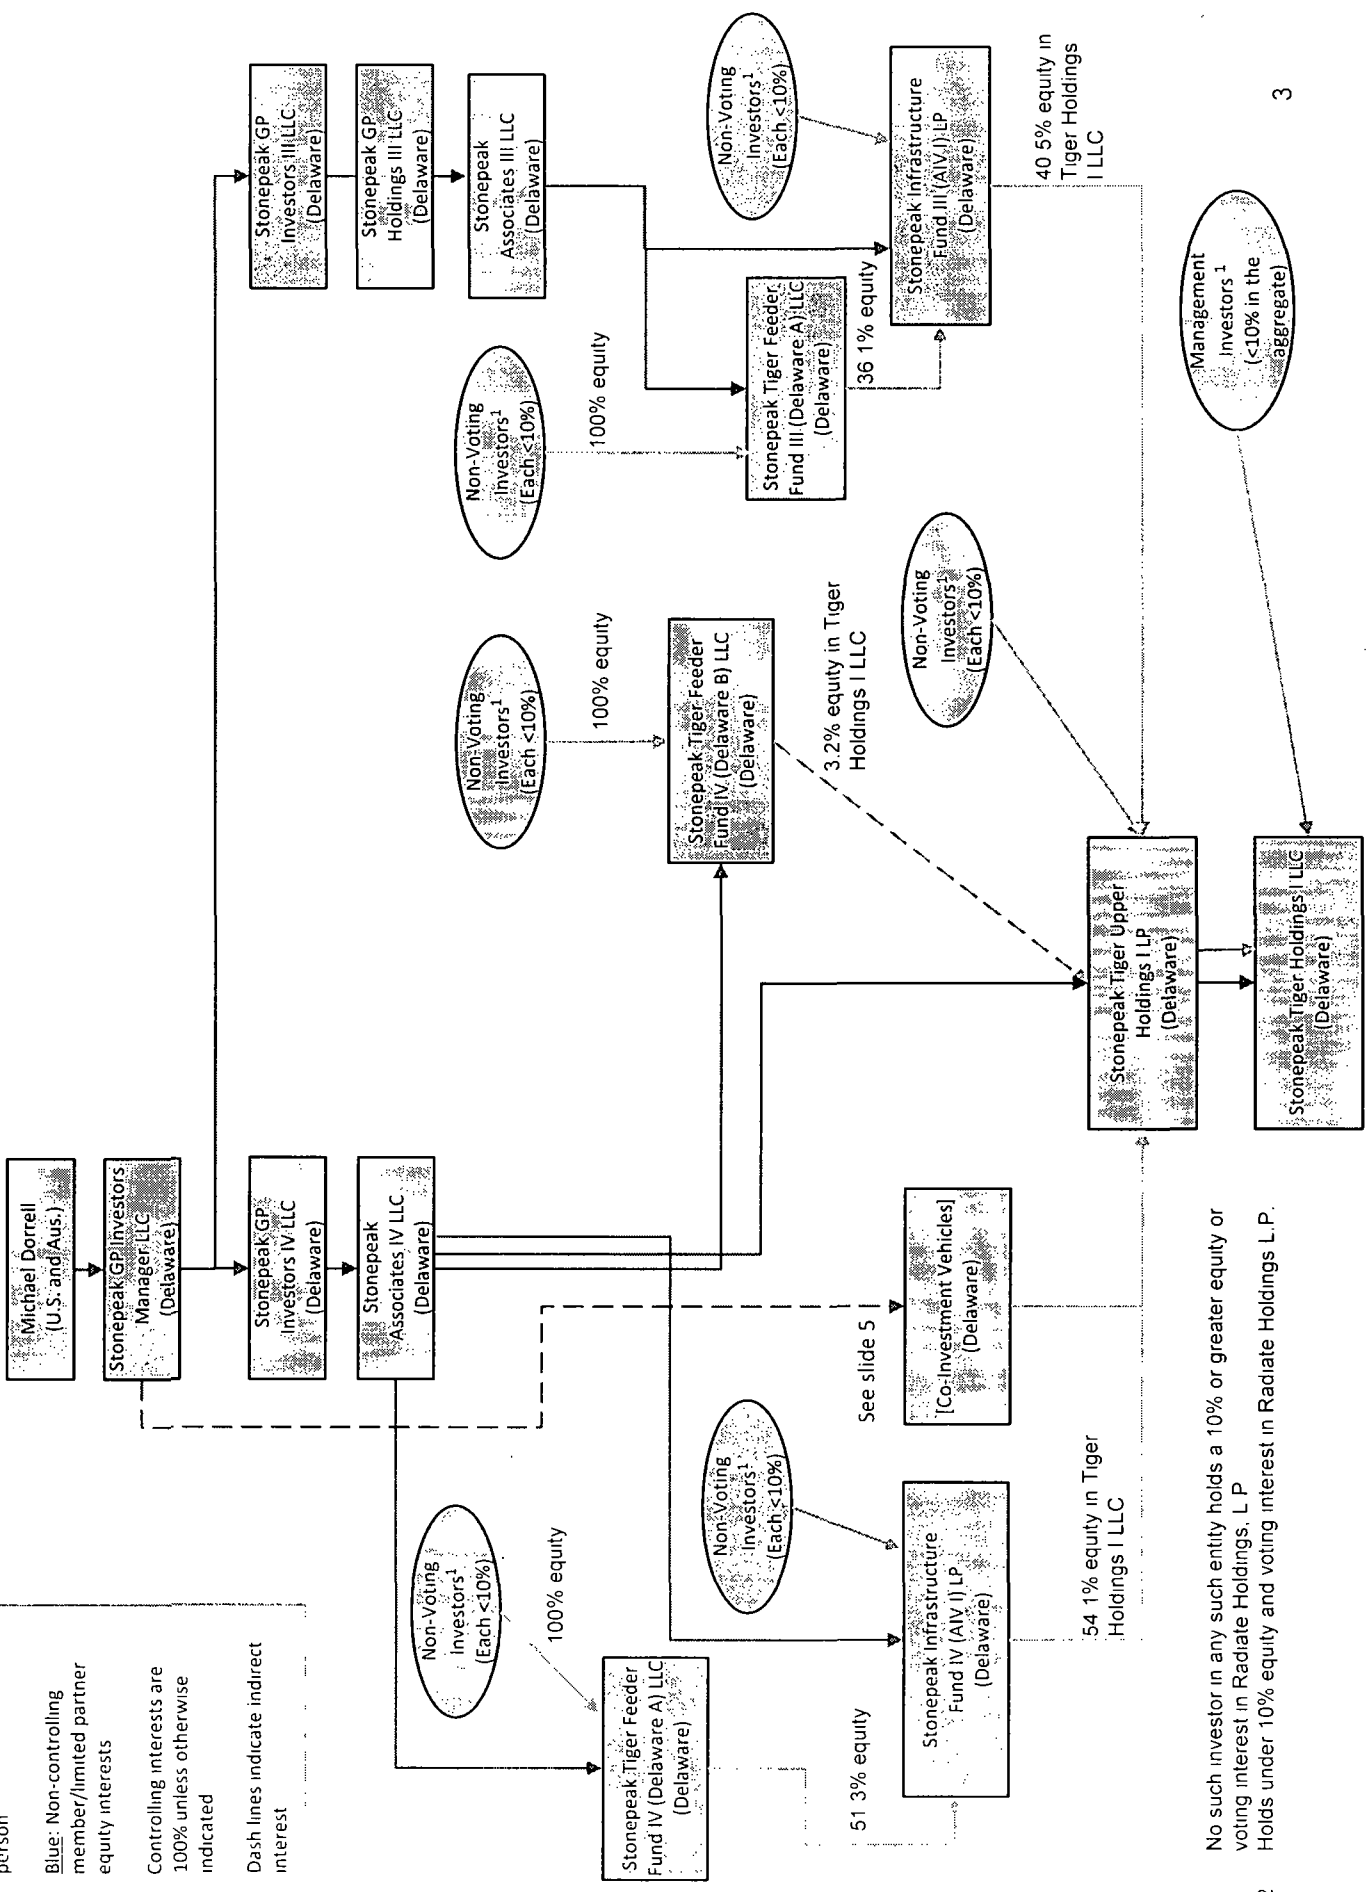 person
Blue: Non-controlling
member/limited partner
equity interests
Controlling interests are
100% unless otherwise
indicated
Dash lines indicate indirect
interest
Michael Dorrell
(U.S. and Aus.)
Stonepeak GP Investors
Manager LLC
(Delaware)
Stonepeak GP
Investors IV LLC
(Delaware)
Stonepeak
Associates IV LLC
(Delaware)
Stonepeak GP
Investors III LLC
(Delaware)
Stonepeak GP
Holdings III LLC
(Delaware)
Stonepeak
Associates III LLC
(Delaware)
Non-Voting
Investors¹
(Each <10%)
100% equity
Stonepeak Tiger Feeder
Fund IV (Delaware A) LLC
(Delaware)
51 3% equity
Non-Voting
Investors¹
(Each <10%)
Stonepeak Infrastructure
Fund IV (AIV I) LP
(Delaware)
54 1% equity in Tiger
Holdings I LLC
See slide 5
[Co-Investment Vehicles]
(Delaware)
Non-Voting
Investors¹
(Each <10%)
100% equity
Stonepeak Tiger Feeder
Fund IV (Delaware B) LLC
(Delaware)
3.2% equity in Tiger
Holdings I LLC
Non-Voting
Investors¹
(Each <10%)
100% equity
Stonepeak Tiger Feeder
Fund III (Delaware A) LLC
(Delaware)
36 1% equity
Non-Voting
Investors¹
(Each <10%)
Stonepeak Infrastructure
Fund III (AIV I) LP
(Delaware)
40 5% equity in
Tiger Holdings
I LLC
Non-Voting
Investors¹
(Each <10%)
Stonepeak Tiger Upper
Holdings I LP
(Delaware)
Management
Investors ¹
(<10% in the
aggregate)
Stonepeak Tiger Holdings I LLC
(Delaware)
No such investor in any such entity holds a 10% or greater equity or
voting interest in Radiate Holdings, L P
Holds under 10% equity and voting interest in Radiate Holdings L.P.
3